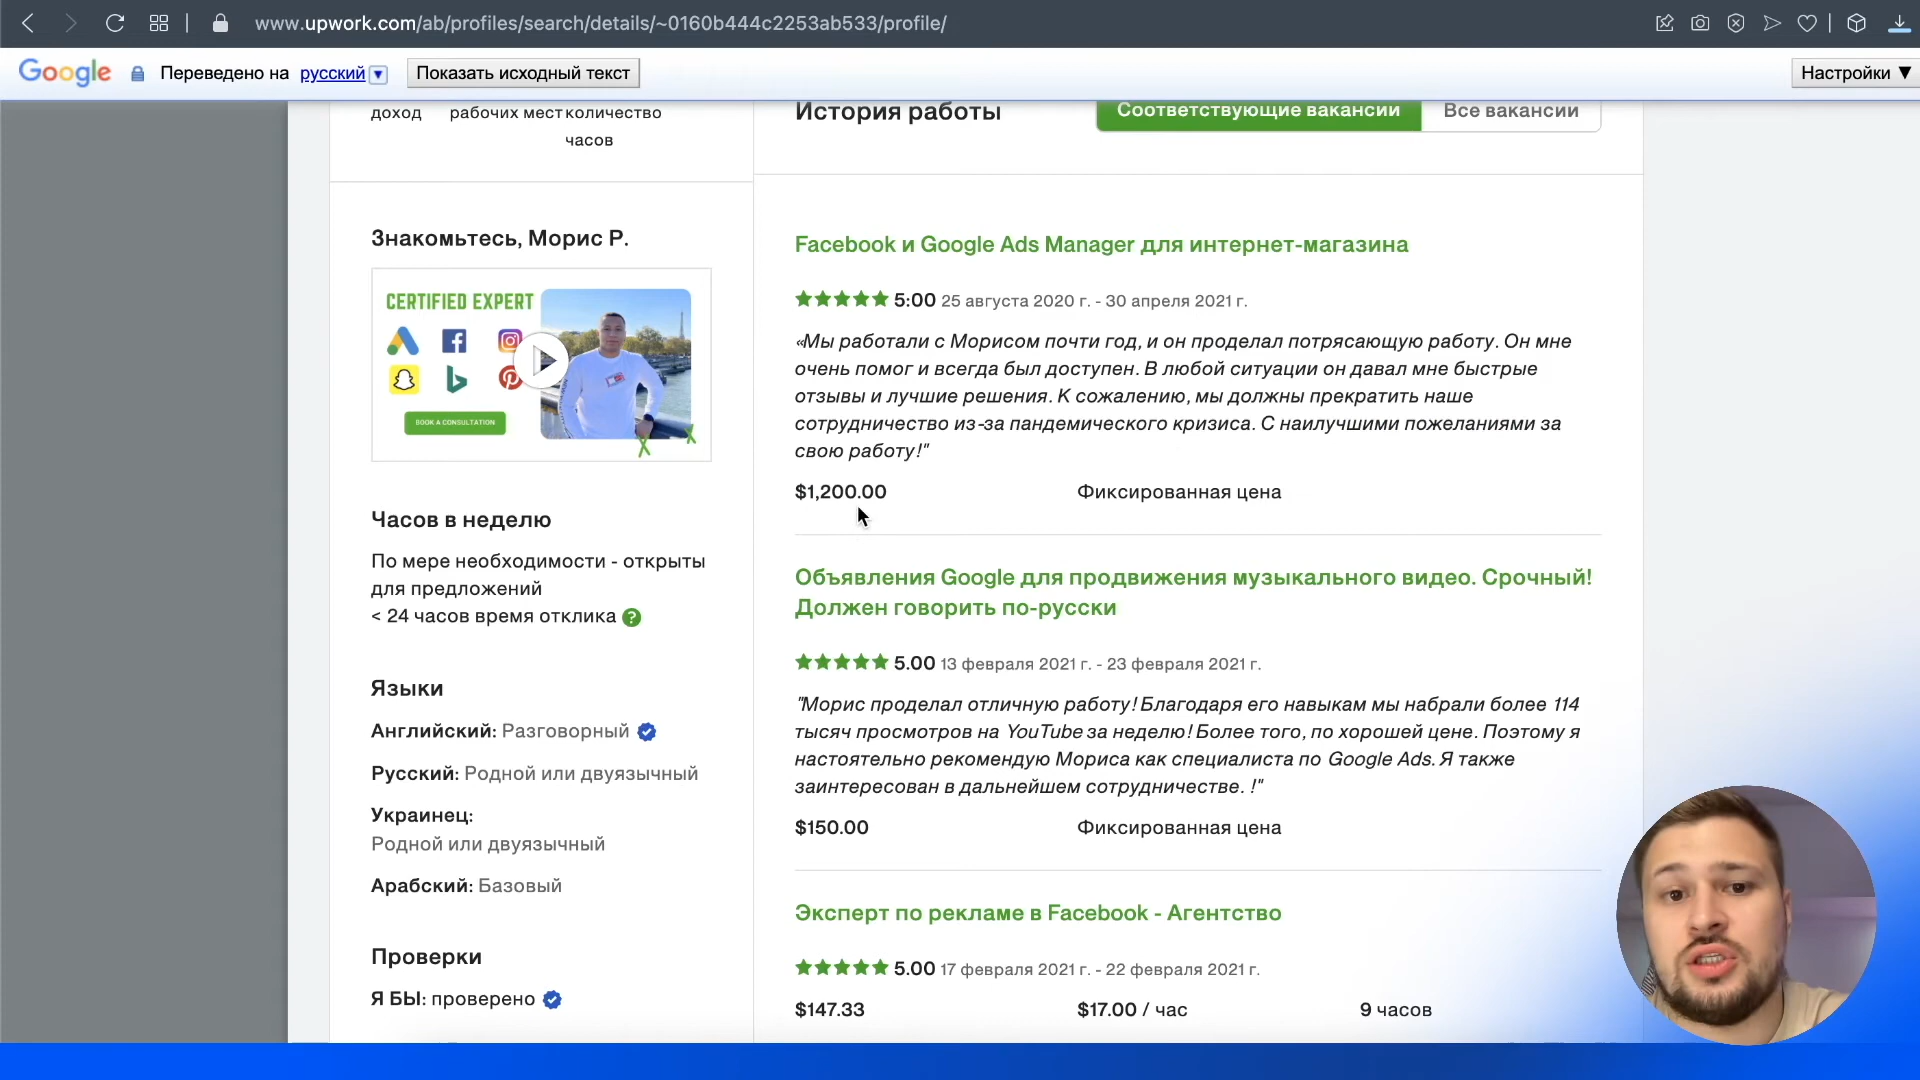 www.upwork.com/ab/profiles/search/details/~0160b444c2253ab533/profile/
Google Переведено на русский Показать исходный текст Настройки ▼
доход рабочих мест количество
часов
История работы
Соответствующие вакансии
Все вакансии
Знакомьтесь, Морис Р.
CERTIFIED EXPERT
BOOK A CONSULTATION
Часов в неделю
По мере необходимости - открыты
для предложений
< 24 часов время отклика ?
Языки
Английский: Разговорный
Русский: Родной или двуязычный
Украинец:
Родной или двуязычный
Арабский: Базовый
Проверки
Я БЫ: проверено
Facebook и Google Ads Manager для интернет-магазина
5:00 25 августа 2020 г. - 30 апреля 2021 г.
«Мы работали с Морисом почти год, и он проделал потрясающую работу. Он мне
очень помог и всегда был доступен. В любой ситуации он давал мне быстрые
отзывы и лучшие решения. К сожалению, мы должны прекратить наше
сотрудничество из-за пандемического кризиса. С наилучшими пожеланиями за
свою работу!"
$1,200.00 Фиксированная цена
Объявления Google для продвижения музыкального видео. Срочный!
Должен говорить по-русски
5.00 13 февраля 2021 г. - 23 февраля 2021 г.
"Морис проделал отличную работу! Благодаря его навыкам мы набрали более 114
тысяч просмотров на YouTube за неделю! Более того, по хорошей цене. Поэтому я
настоятельно рекомендую Мориса как специалиста по Google Ads. Я также
заинтересован в дальнейшем сотрудничестве. !"
$150.00 Фиксированная цена
Эксперт по рекламе в Facebook - Агентство
5.00 17 февраля 2021 г. - 22 февраля 2021 г.
$147.33 $17.00 / час 9 часов